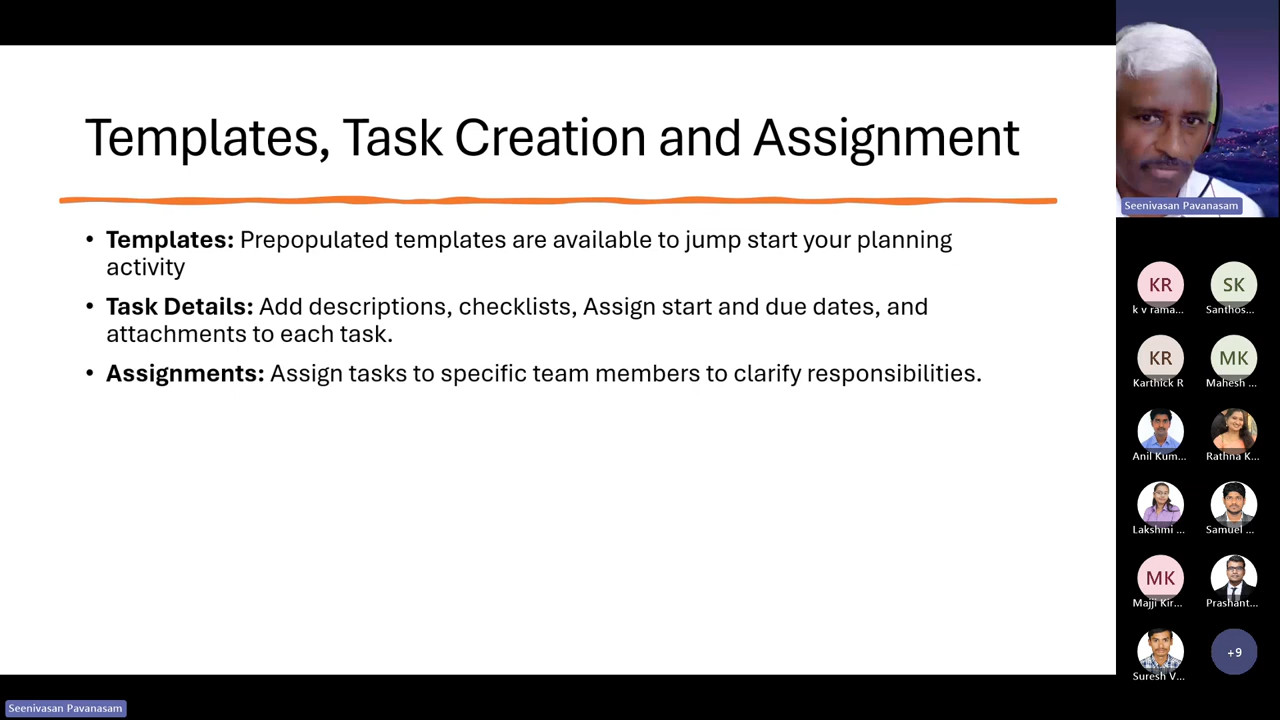 Templates, Task Creation and Assignment
• Templates: Prepopulated templates are available to jump start your planning
activity
• Task Details: Add descriptions, checklists, Assign start and due dates, and
attachments to each task.
• Assignments: Assign tasks to specific team members to clarify responsibilities.
Seenivasan Pavanasam
KR
SK
k v rama...
Santhos...
KR
MK
Karthick R
Mahesh ...
Anil Kum...
Rathna K...
Lakshmi ...
Samuel ...
MK
Majji Kir...
Prashant...
Suresh V...
+9
Seenivasan Pavanasam